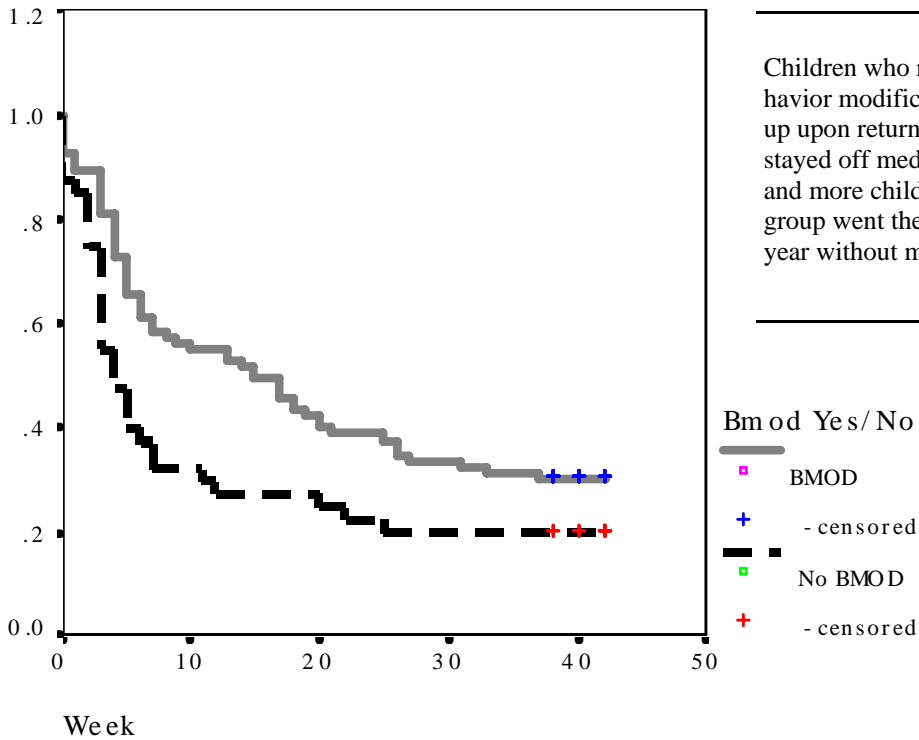 1.2
1.0
.8
.6
.4
.2
0.0
0
10
20
30
40
50
Week
Children who
havior modific
up upon return
stayed off med
and more child
group went the
year without m
Bmod Yes/No
BMOD
- censored
No BMOD
- censored